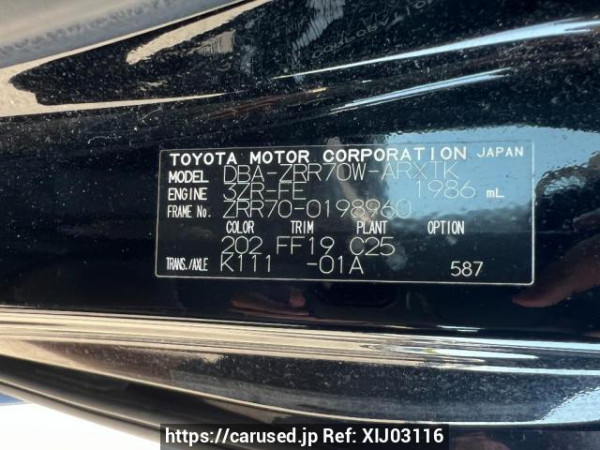 TOYOTA MOTOR CORPORATION JAPAN
MODEL DBA-ZRR70W-ARXTK
ENGINE 3ZR-FE 1986 mL
FRAME No. ZRR70-0198960
COLOR TRIM PLANT OPTION
202 FF19 C25
TRANS./AXLE K111 -01A 587
https://carused.jp Ref: XIJ03116